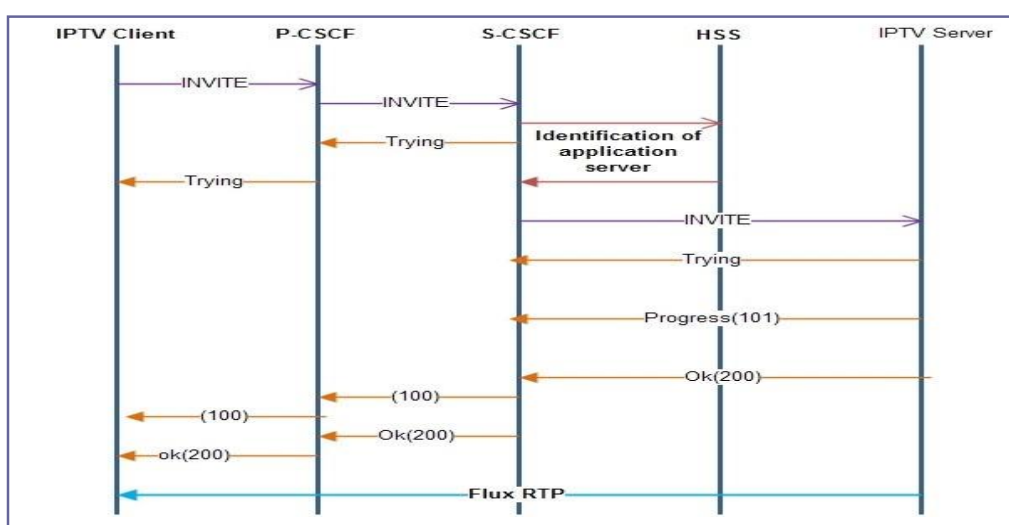 IPTV Client P-CSCF S-CSCF HSS IPTV Server
INVITE
INVITE
Identification of
application
server
Trying
Trying
INVITE
Trying
Progress(101)
Ok(200)
(100)
(100)
Ok(200)
ok(200)
Flux RTP